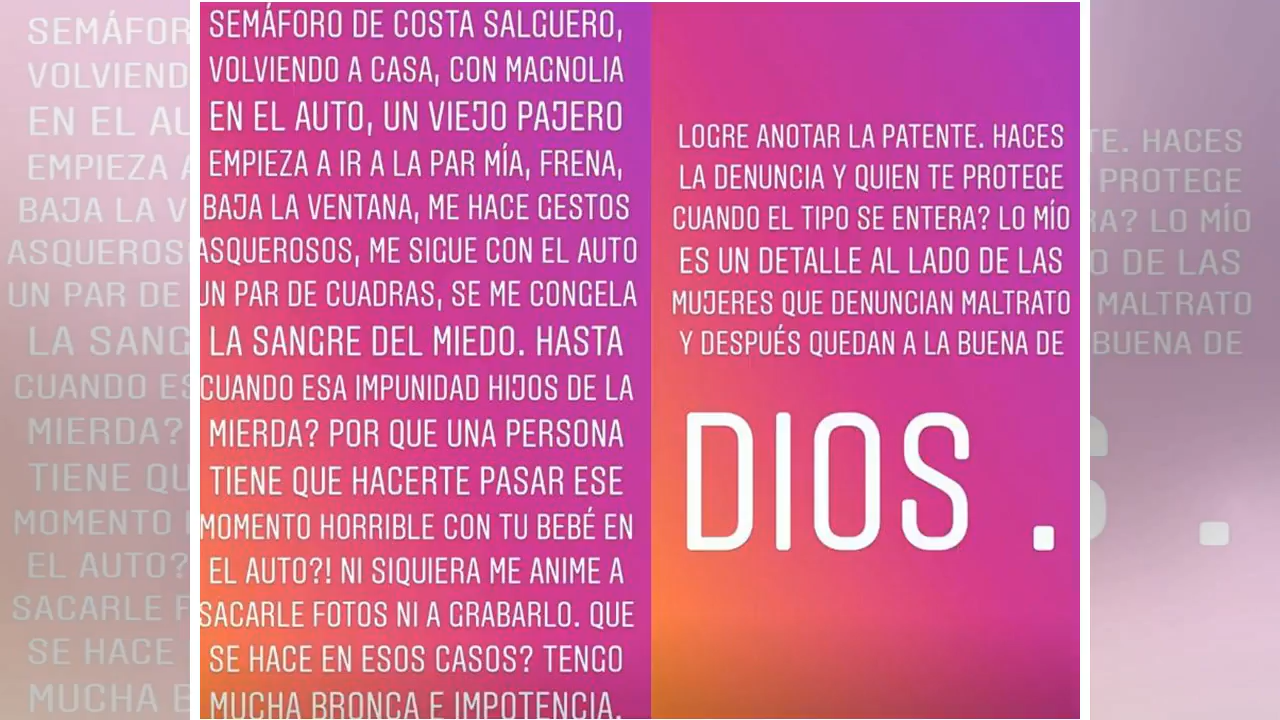 SEMÁFORO DE COSTA SALGUERO,
VOLVIENDO A CASA, CON MAGNOLIA
EN EL AUTO, UN VIEJO PAJERO
EMPIEZA A IR A LA PAR MÍA, FRENA,
BAJA LA VENTANA, ME HACE GESTOS
ASQUEROSOS, ME SIGUE CON EL AUTO
UN PAR DE CUADRAS, SE ME CONGELA
LA SANGRE DEL MIEDO. HASTA
CUANDO ESA IMPUNIDAD HIJOS DE LA
MIERDA? POR QUE UNA PERSONA
TIENE QUE HACERTE PASAR ESE
MOMENTO HORRIBLE CON TU BEBÉ EN
EL AUTO?! NI SIQUIERA ME ANIME A
SACARLE FOTOS NI A GRABARLO. QUE
SE HACE EN ESOS CASOS? TENGO
MUCHA BRONCA E IMPOTENCIA.
LOGRE ANOTAR LA PATENTE. HACES
LA DENUNCIA Y QUIEN TE PROTEGE
CUANDO EL TIPO SE ENTERA? LO MÍO
ES UN DETALLE AL LADO DE LAS
MUJERES QUE DENUNCIAN MALTRATO
Y DESPUÉS QUEDAN A LA BUENA DE
DIOS .